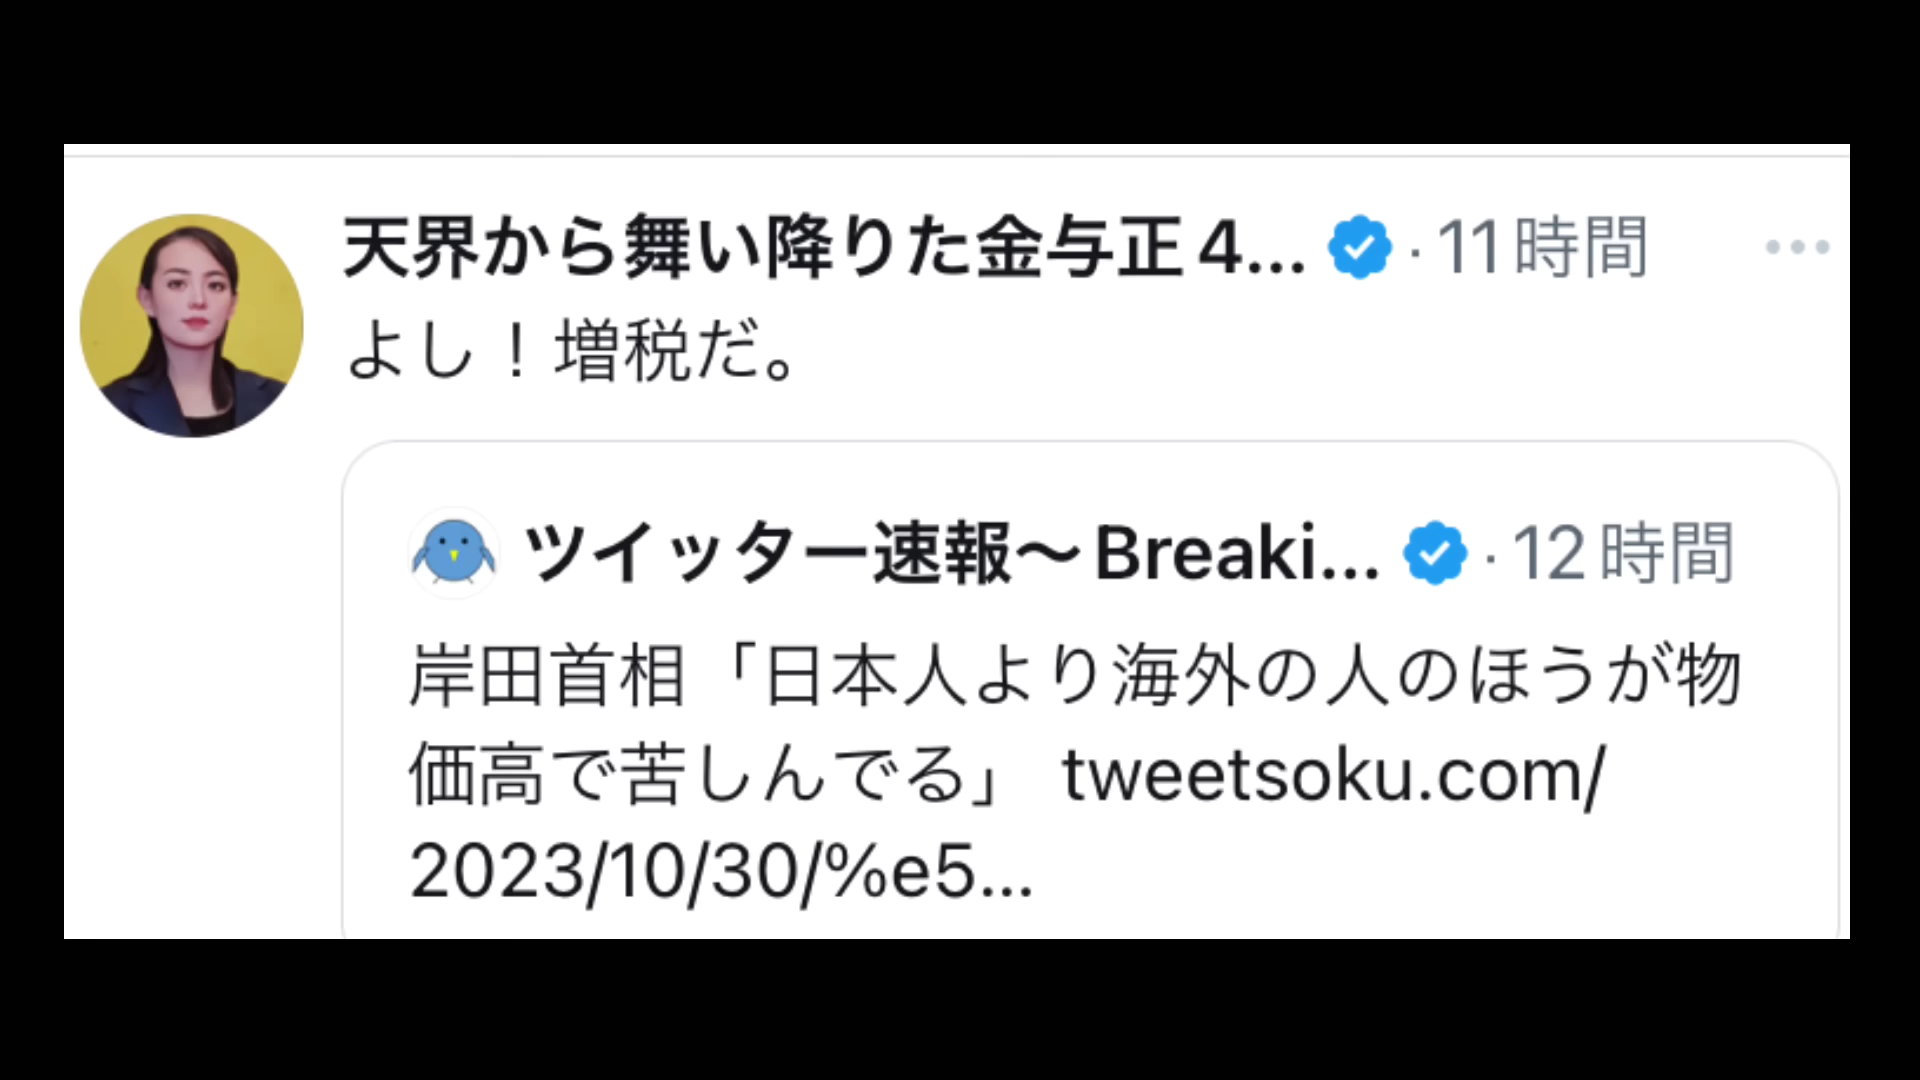 天界から舞い降りた金与正4... · 11時間
よし！増税だ。
ツイッター速報〜Breaki... · 12時間
岸田首相「日本人より海外の人のほうが物
価高で苦しんでる」 tweetsoku.com/
2023/10/30/%e5...